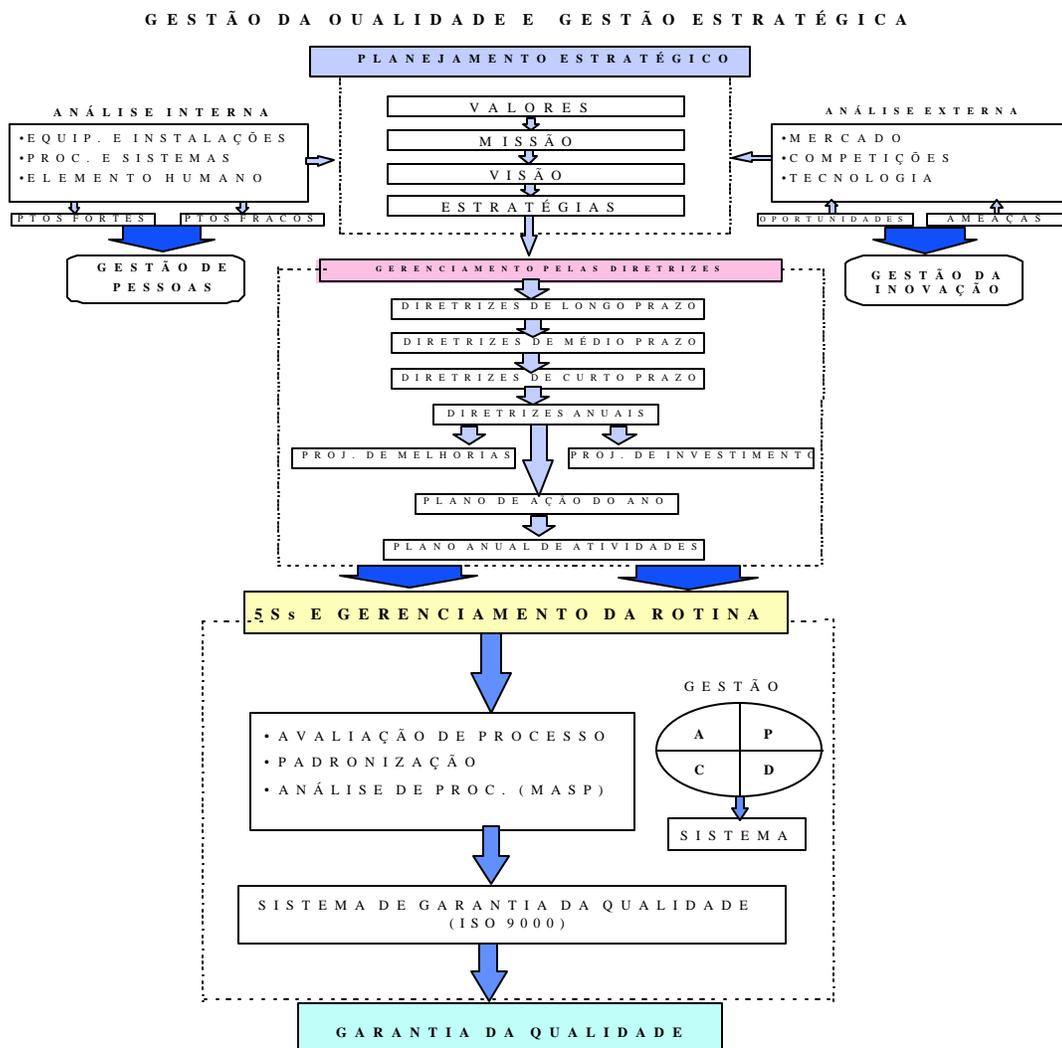 GESTÃO DA QUALIDADE E GESTÃO ESTRATÉGICA
PLANEJAMENTO ESTRATÉGICO
ANÁLISE INTERNA
•EQUIP. E INSTALAÇÕES
•PROC. E SISTEMAS
•ELEMENTO HUMANO
PTOS FORTES
PTOS FRACOS
GESTÃO DE
PESSOAS
VALORES
MISSÃO
VISÃO
ESTRATÉGIAS
ANÁLISE EXTERNA
•MERCADO
•COMPETIÇÕES
•TECNOLOGIA
OPORTUNIDADES
AMEAÇAS
GESTÃO DA
INOVAÇÃO
GERENCIAMENTO PELAS DIRETRIZES
DIRETRIZES DE LONGO PRAZO
DIRETRIZES DE MÉDIO PRAZO
DIRETRIZES DE CURTO PRAZO
DIRETRIZES ANUAIS
PROJ. DE MELHORIAS
PROJ. DE INVESTIMENTO
PLANO DE AÇÃO DO ANO
PLANO ANUAL DE ATIVIDADES
5Ss E GERENCIAMENTO DA ROTINA
• AVALIAÇÃO DE PROCESSO
• PADRONIZAÇÃO
• ANÁLISE DE PROC. (MASP)
GESTÃO
A P
C D
SISTEMA
SISTEMA DE GARANTIA DA QUALIDADE
(ISO 9000)
GARANTIA DA QUALIDADE